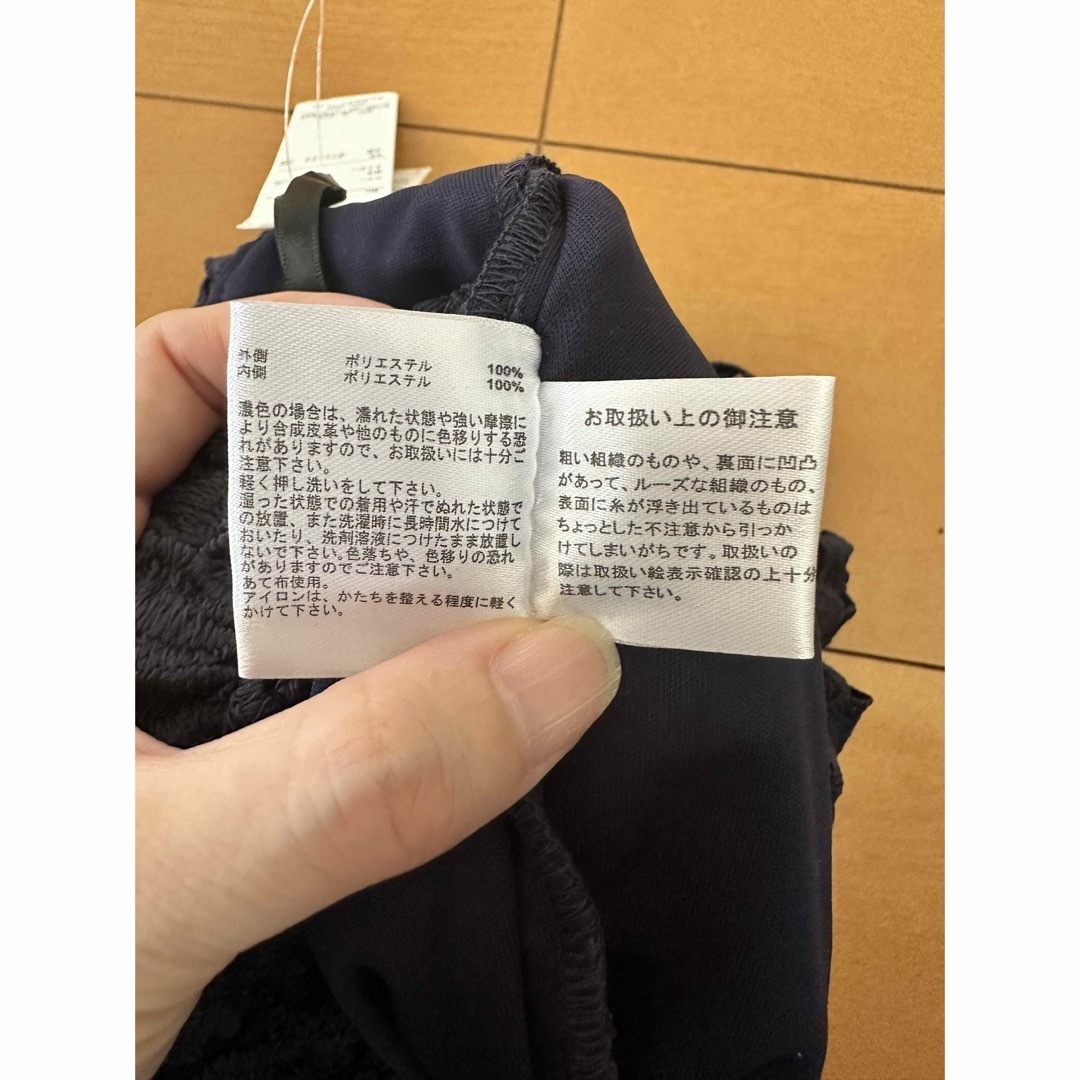 外側 ポリエステル 100%
内側 ポリエステル 100%
濃色の場合は、濡れた状態や強い摩擦に
より合成皮革や他のものに色移りする恐
れがありますので、お取扱いには十分ご
注意下さい。
軽く押し洗いをして下さい。
湿った状態での着用や汗でぬれた状態で
の放置、また洗濯時に長時間水につけて
おいたり、洗剤溶液につけたまま放置し
ないで下さい。色落ちや、色移りの恐れ
がありますのでご注意下さい。
あて布使用。
アイロンは、かたちを整える程度に軽く
かけて下さい。
お取扱い上の御注意
粗い組織のものや、裏面に凹凸
があって、ルーズな組織のもの、
表面に糸が浮き出ているものは
ちょっとした不注意から引っか
けてしまいがちです。取扱いの
際は取扱い絵表示確認の上十分
注意して下さい。